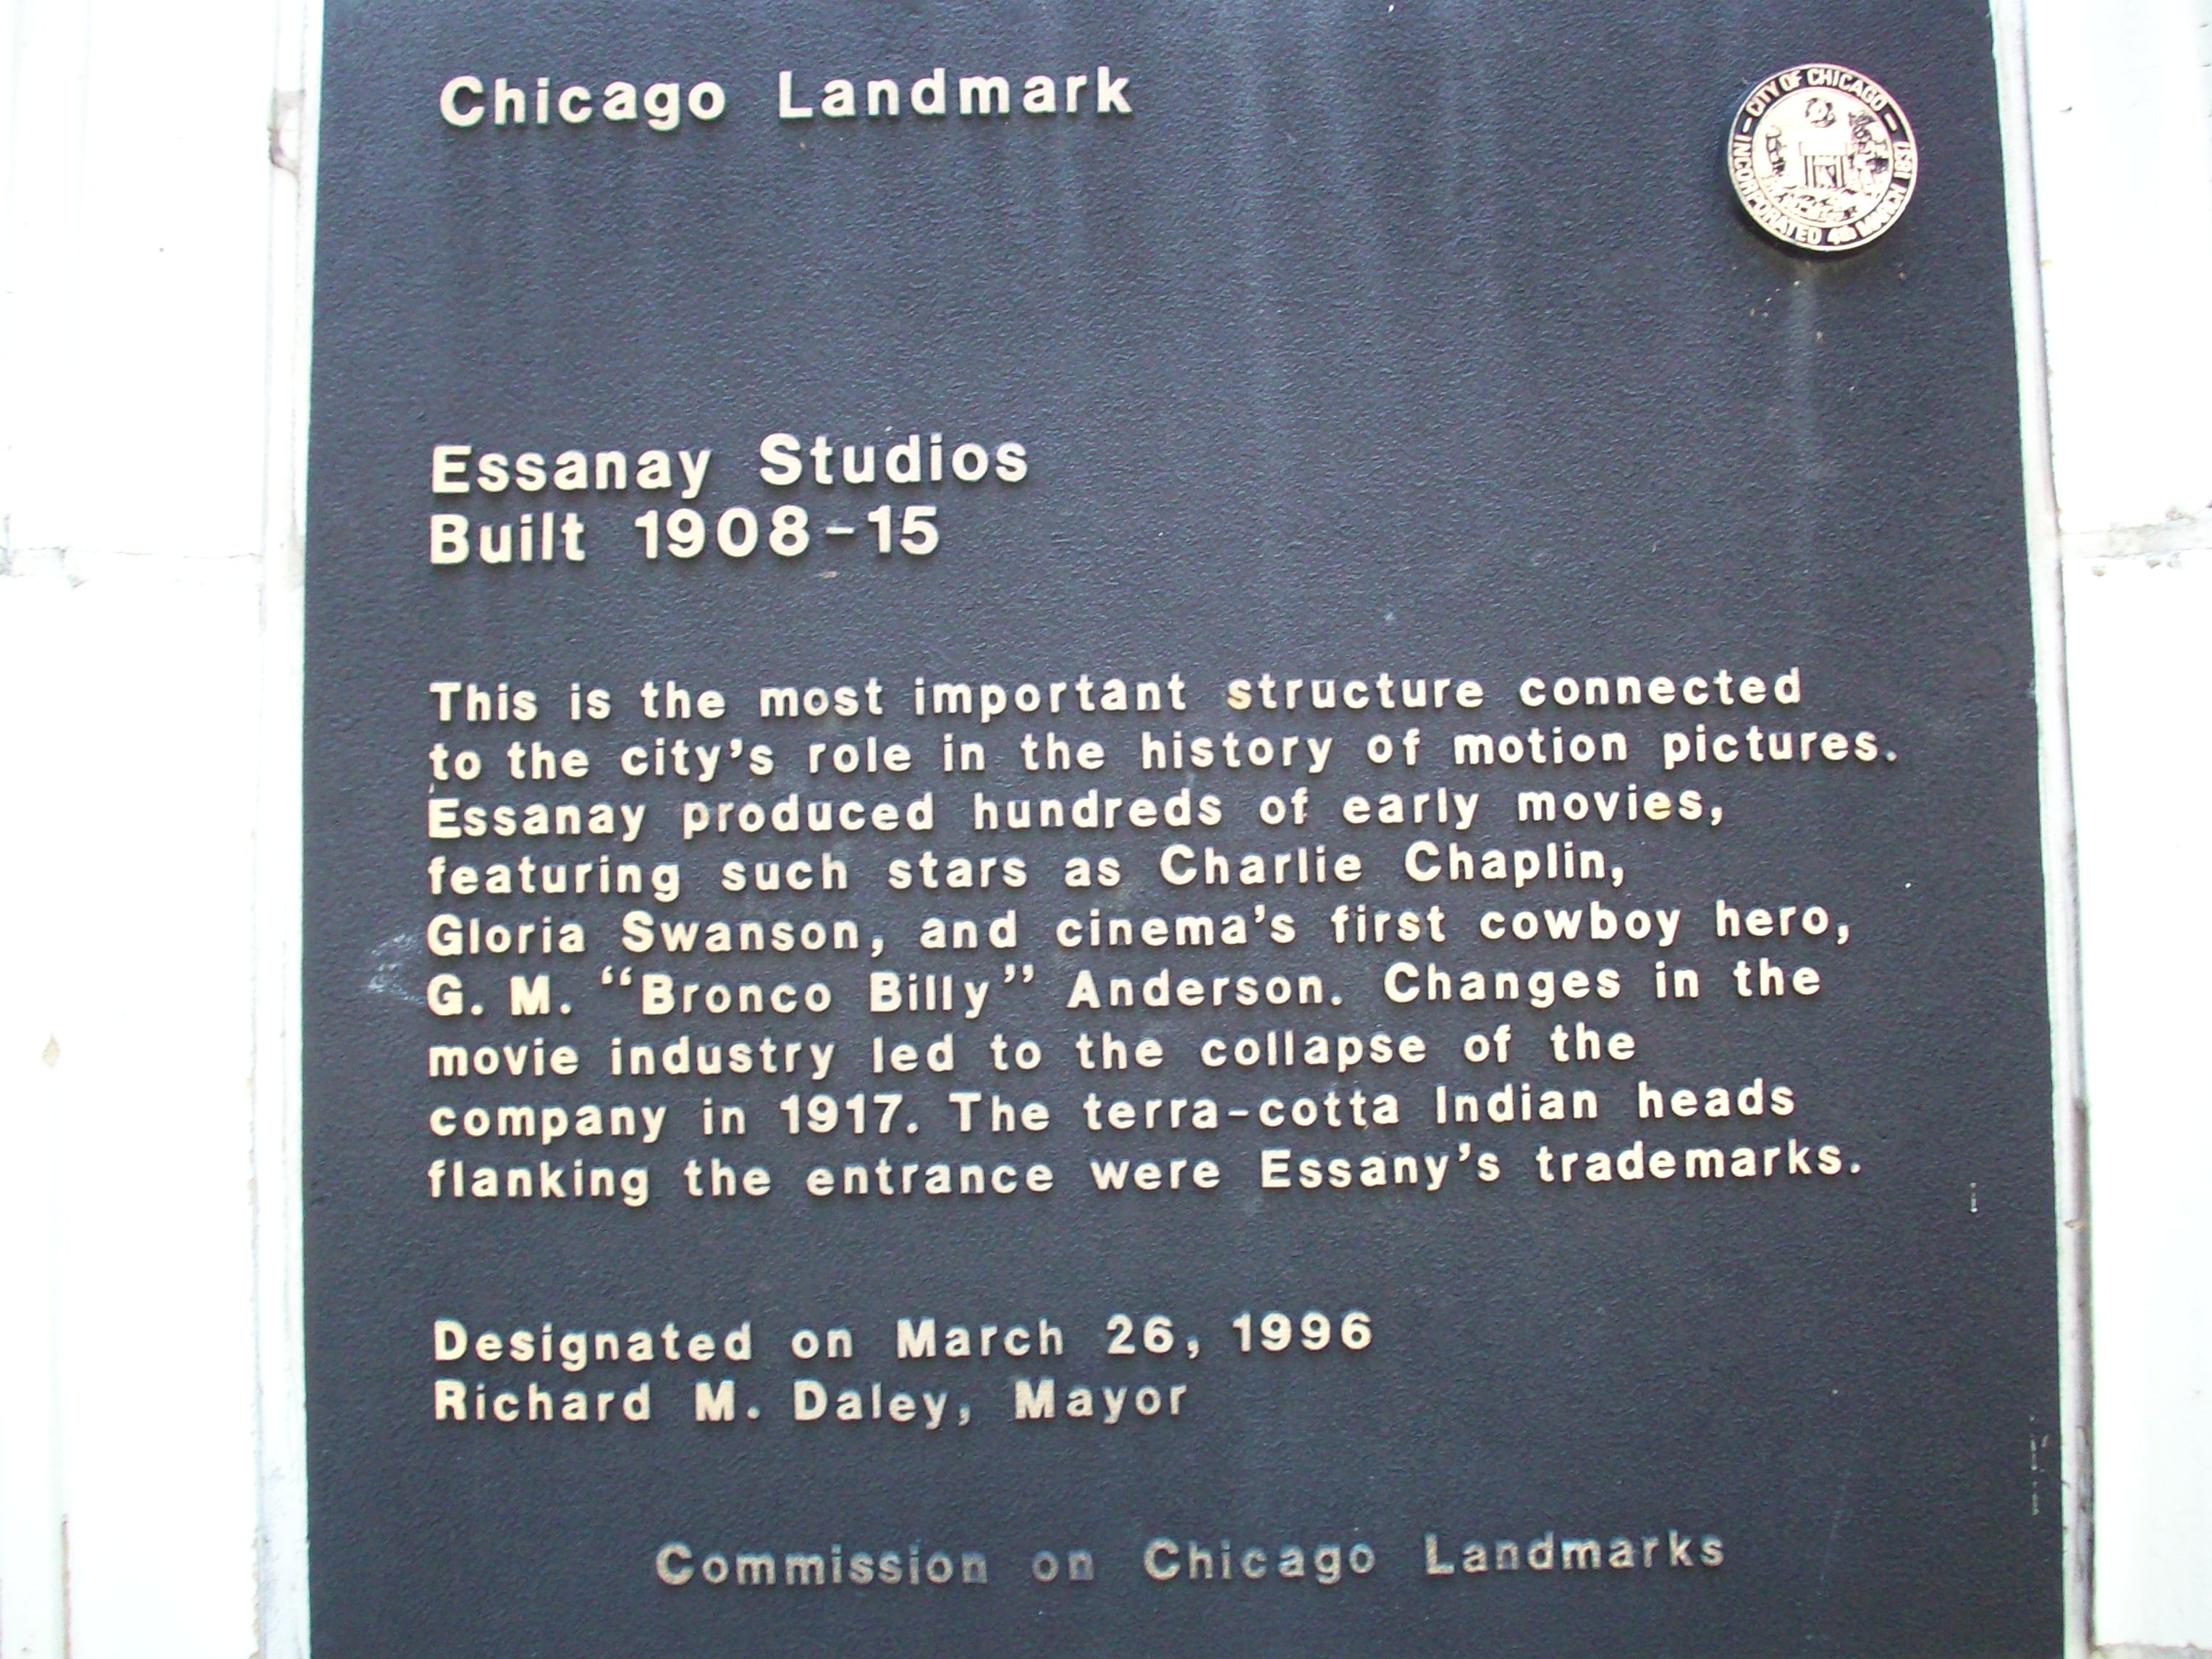 Chicago Landmark
CITY OF CHICAGO
INCORPORATED 4th MARCH 1837
Essanay Studios
Built 1908-15
This is the most important structure connected
to the city's role in the history of motion pictures.
Essanay produced hundreds of early movies,
featuring such stars as Charlie Chaplin,
Gloria Swanson, and cinema's first cowboy hero,
G. M. “Bronco Billy” Anderson. Changes in the
movie industry led to the collapse of the
company in 1917. The terra-cotta Indian heads
flanking the entrance were Essany's trademarks.
Designated on March 26, 1996
Richard M. Daley, Mayor
Commission on Chicago Landmarks